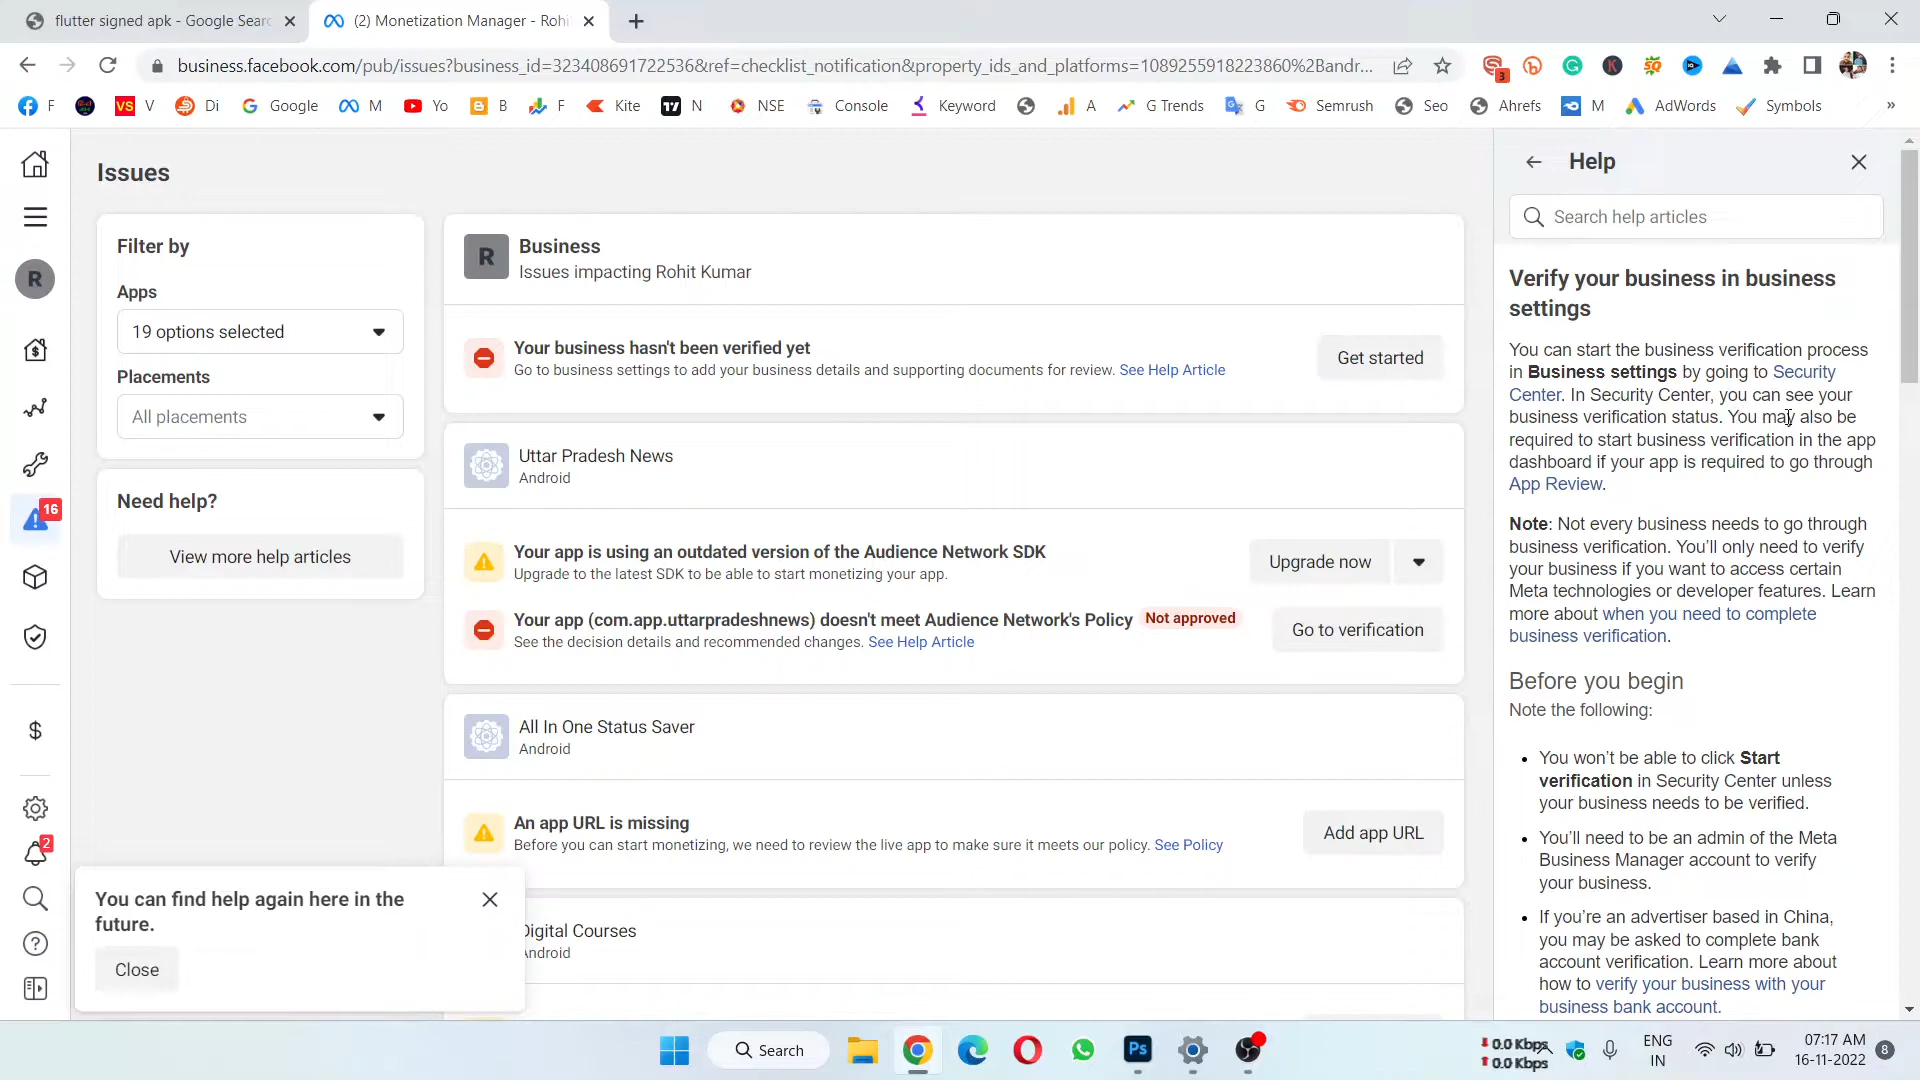 flutter signed apk - Google Sear
(2) Monetization Manager - Rohi
business.facebook.com/pub/issues?business_id=323408691722536&ref=checklist_notification&property_ids_and_platforms=1089255918223860%2Bandr...
3
F
VS V
Di
Google
M
Yo
B
F
Kite
N
NSE
Console
Keyword
A
G Trends
G
Semrush
Seo
Ahrefs
M
AdWords
Symbols
»
R
16
$
2
Issues
Filter by
Apps
19 options selected
Placements
All placements
Need help?
View more help articles
R
Business
Issues impacting Rohit Kumar
Your business hasn't been verified yet
Go to business settings to add your business details and supporting documents for review. See Help Article
Get started
Uttar Pradesh News
Android
Your app is using an outdated version of the Audience Network SDK
Upgrade to the latest SDK to be able to start monetizing your app.
Upgrade now
Your app (com.app.uttarpradeshnews) doesn't meet Audience Network's Policy Not approved
See the decision details and recommended changes. See Help Article
Go to verification
All In One Status Saver
Android
An app URL is missing
Before you can start monetizing, we need to review the live app to make sure it meets our policy. See Policy
Add app URL
Digital Courses
Android
You can find help again here in the
future.
Close
Help
Search help articles
Verify your business in business
settings
You can start the business verification process
in Business settings by going to Security
Center. In Security Center, you can see your
business verification status. You may also be
required to start business verification in the app
dashboard if your app is required to go through
App Review.
Note: Not every business needs to go through
business verification. You'll only need to verify
your business if you want to access certain
Meta technologies or developer features. Learn
more about when you need to complete
business verification.
Before you begin
Note the following:
• You won't be able to click Start
verification in Security Center unless
your business needs to be verified.
• You'll need to be an admin of the Meta
Business Manager account to verify
your business.
• If you're an advertiser based in China,
you may be asked to complete bank
account verification. Learn more about
how to verify your business with your
business bank account.
Search
Ps
0.0 Kbps
0.0 Kbps
ENG
IN
07:17 AM
16-11-2022
8